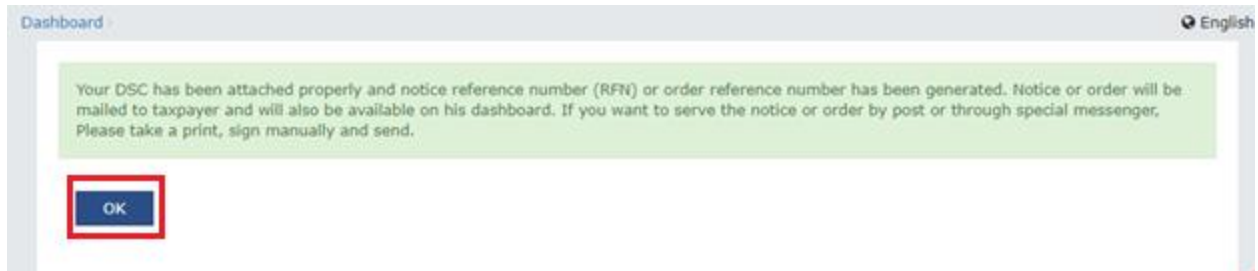 Dashboard
English
Your DSC has been attached properly and notice reference number (RFN) or order reference number has been generated. Notice or order will be
mailed to taxpayer and will also be available on his dashboard. If you want to serve the notice or order by post or through special messenger,
Please take a print, sign manually and send.
OK